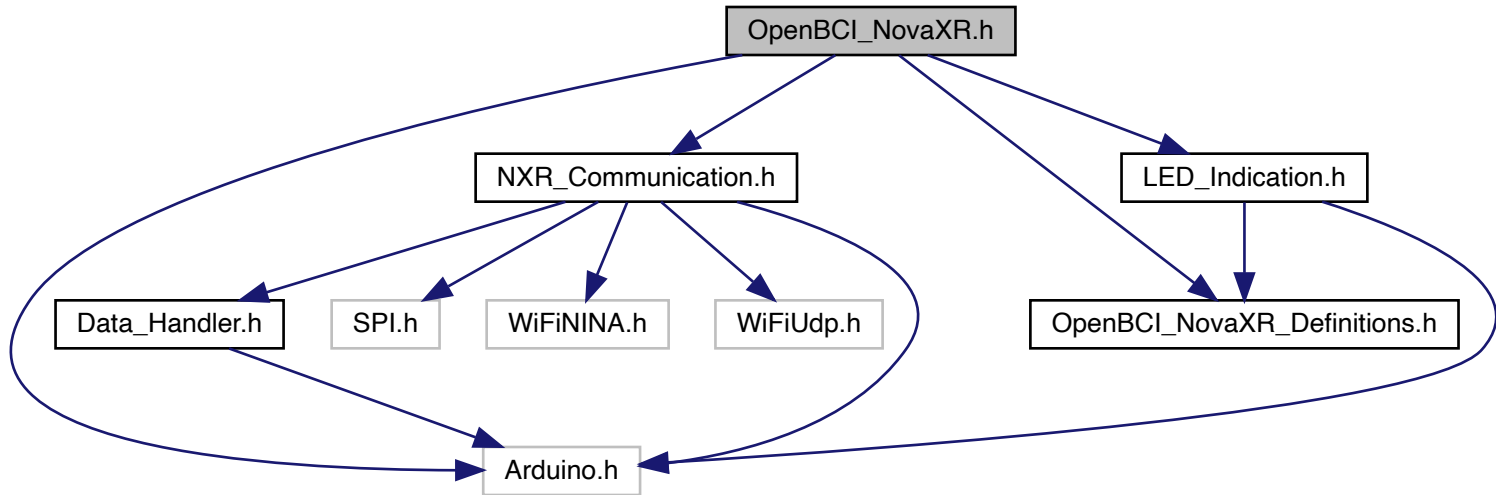 OpenBCI_NovaXR.h
NXR_Communication.h
LED_Indication.h
Data_Handler.h
SPI.h
WiFiNINA.h
WiFiUdp.h
OpenBCI_NovaXR_Definitions.h
Arduino.h